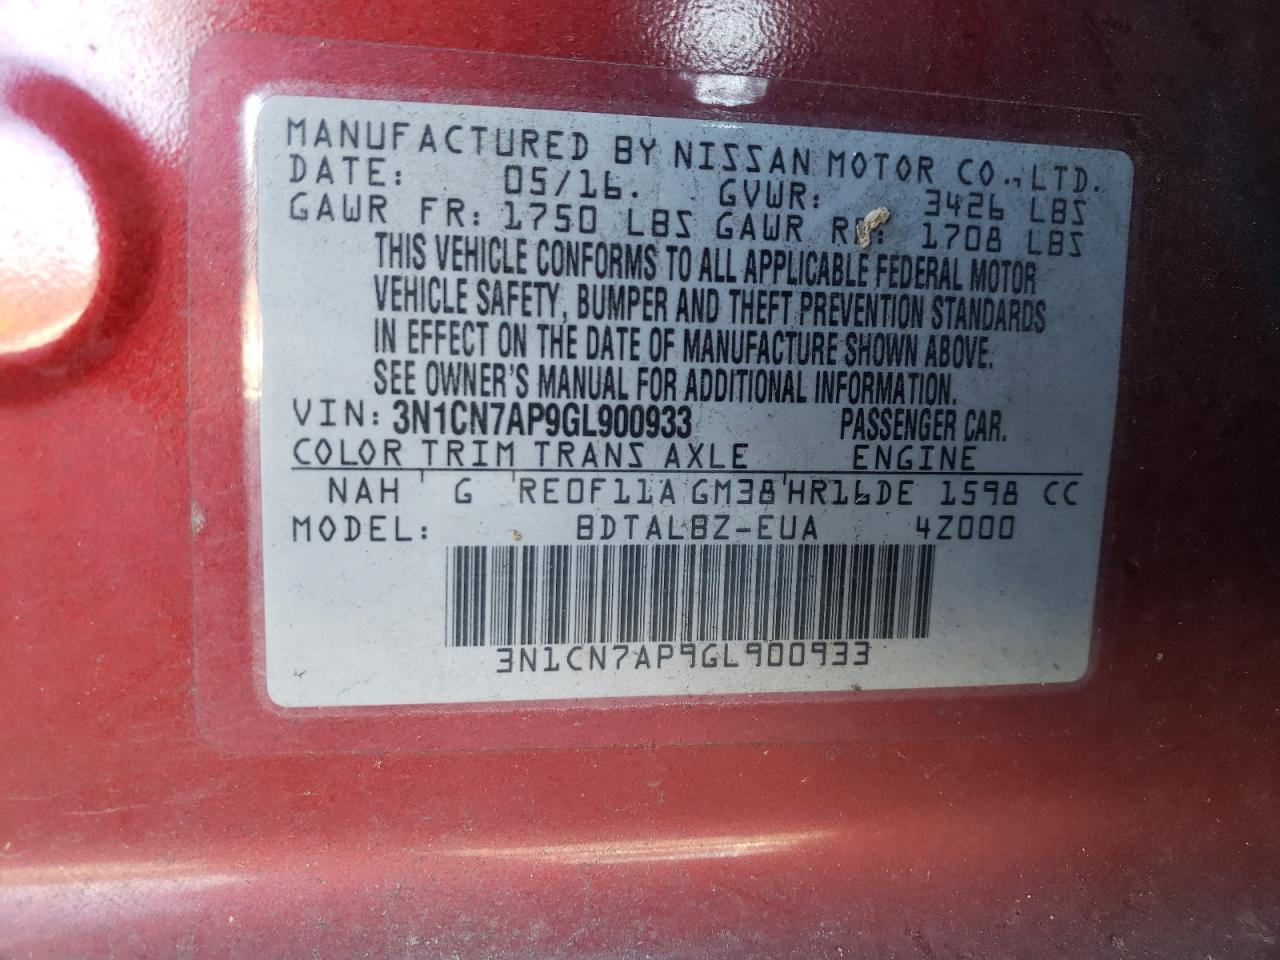 MANUFACTURED BY NISSAN MOTOR CO., LTD.
DATE: 05/16. GVWR: 3426 LBS
GAWR FR: 1750 LBS GAWR RR: 1708 LBS
THIS VEHICLE CONFORMS TO ALL APPLICABLE FEDERAL MOTOR
VEHICLE SAFETY, BUMPER AND THEFT PREVENTION STANDARDS
IN EFFECT ON THE DATE OF MANUFACTURE SHOWN ABOVE.
SEE OWNER'S MANUAL FOR ADDITIONAL INFORMATION.
VIN: 3N1CN7AP9GL900933 PASSENGER CAR.
COLOR TRIM TRANS AXLE ENGINE
NAH G RE0F11A GM38 HR16DE 1598 CC
MODEL: BDTALBZ-EUA 4Z000
3N1CN7AP9GL900933